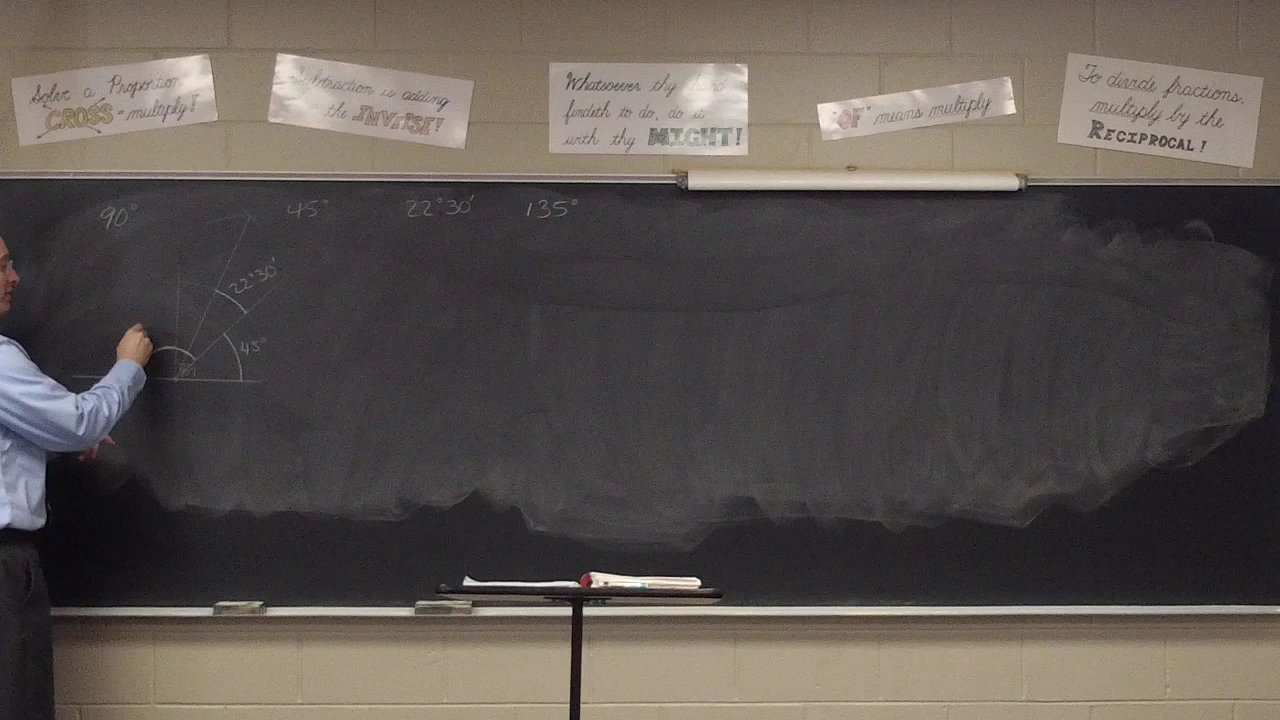 Solve a Proportion
"CROSS"-multiply!
Subtraction is adding
the INVERSE!
Whatsoever thy hand
findeth to do, do it
with thy MIGHT!
"OF" means multiply
To divide fractions,
multiply by the
RECIPROCAL!
90° 45° 22°30' 135°
22°30'
45°